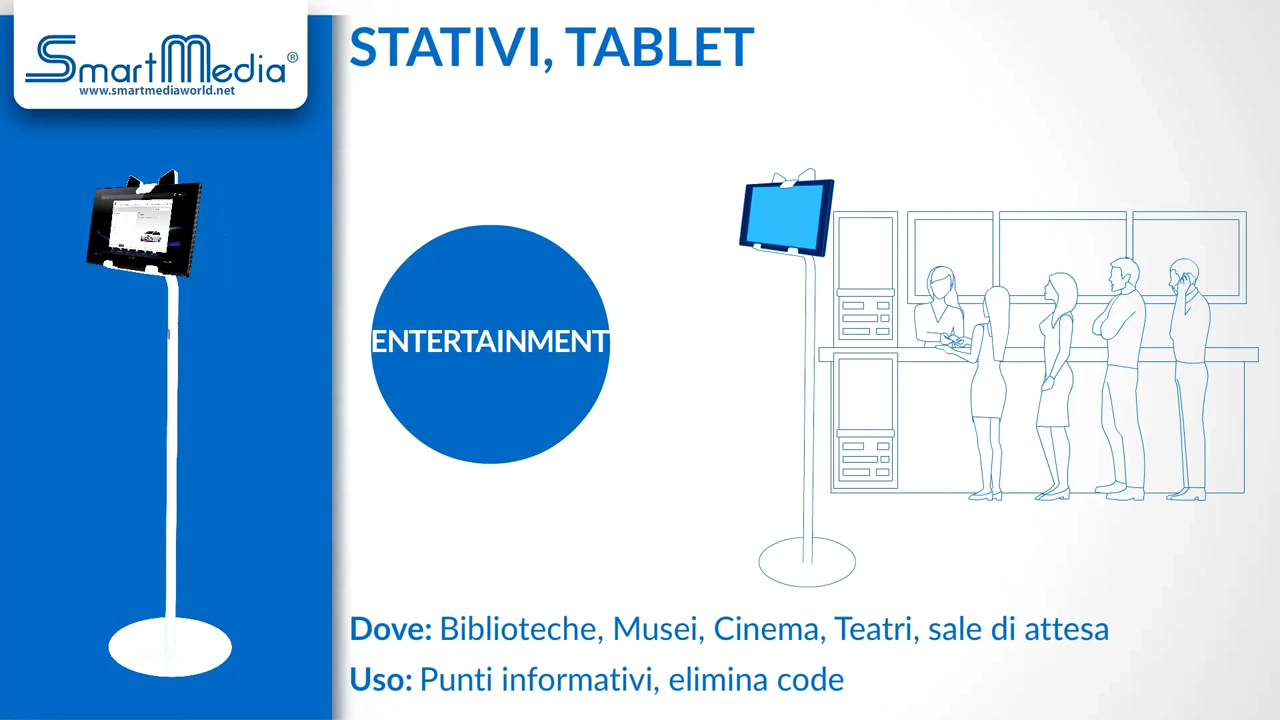 SmartMedia®
www.smartmediaworld.net
STATIVI, TABLET
ENTERTAINMENT
Dove: Biblioteche, Musei, Cinema, Teatri, sale di attesa
Uso: Punti informativi, elimina code